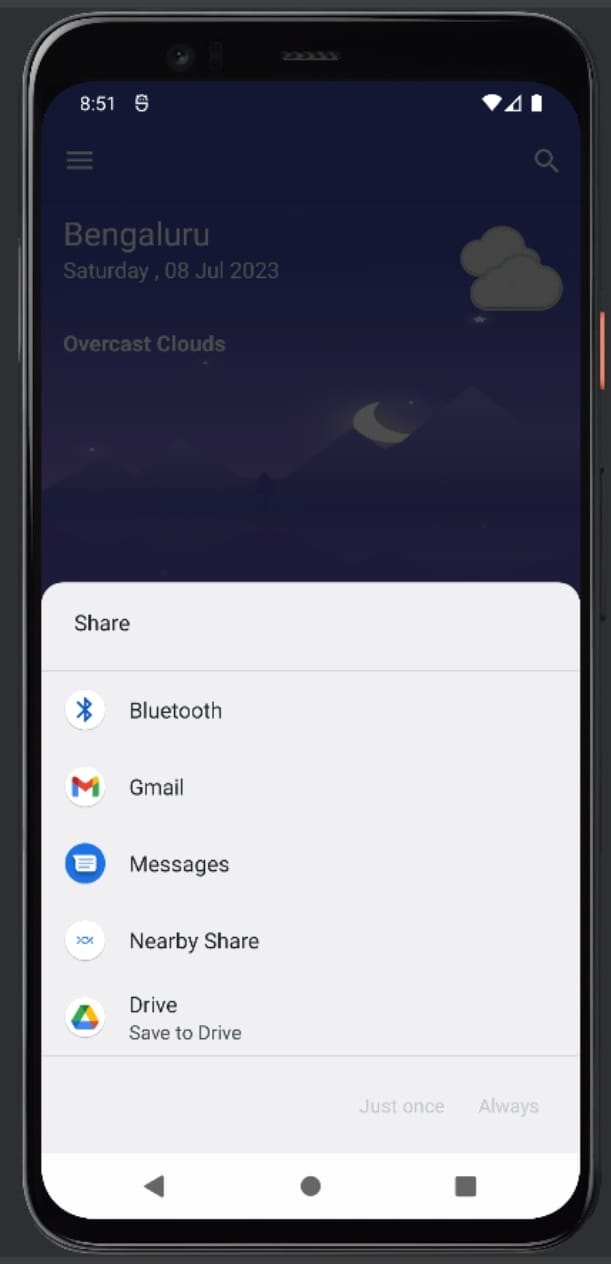 8:51
Bengaluru
Saturday , 08 Jul 2023
Overcast Clouds
Share
Bluetooth
Gmail
Messages
Nearby Share
Drive
Save to Drive
Just once Always